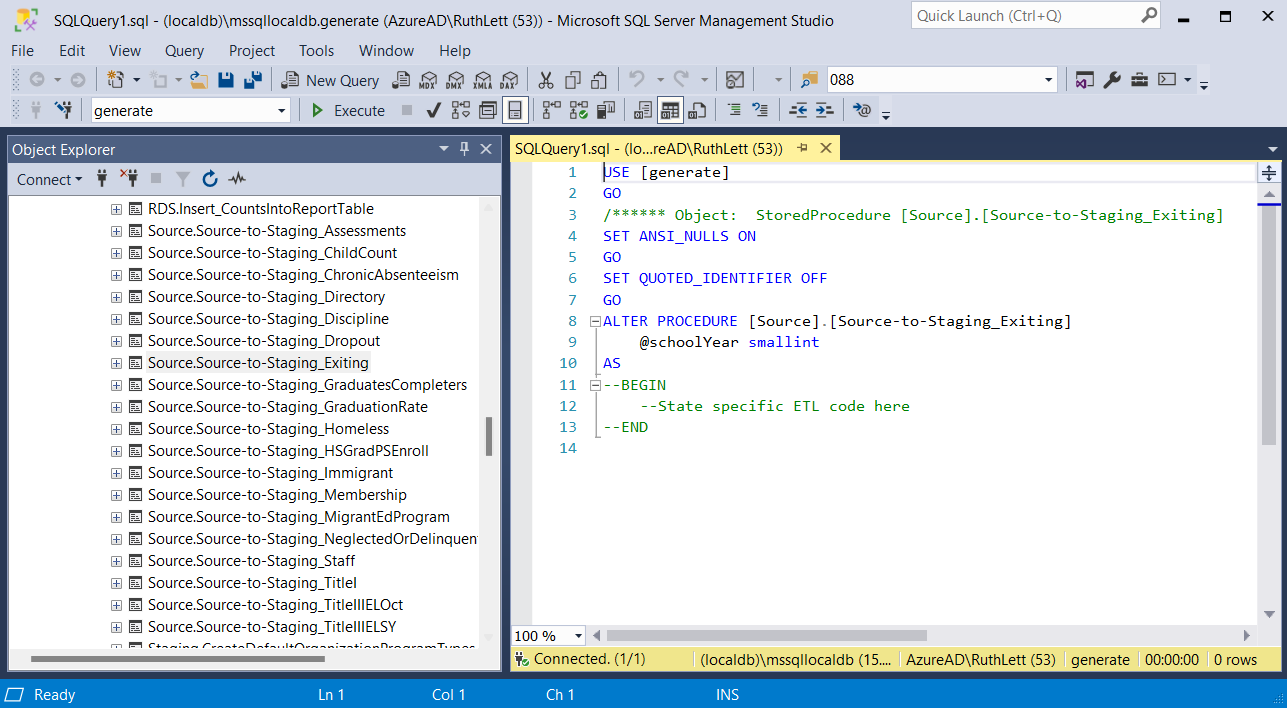 SQLQuery1.sql - (localdb)\mssqllocaldb.generate (AzureAD\RuthLett (53)) - Microsoft SQL Server Management Studio
Quick Launch (Ctrl+Q)
File Edit View Query Project Tools Window Help
New Query MDX DMX XMLA DAX 088
generate Execute
Object Explorer
Connect
RDS.Insert_CountsIntoReportTable
Source.Source-to-Staging_Assessments
Source.Source-to-Staging_ChildCount
Source.Source-to-Staging_ChronicAbsenteeism
Source.Source-to-Staging_Directory
Source.Source-to-Staging_Discipline
Source.Source-to-Staging_Dropout
Source.Source-to-Staging_Exiting
Source.Source-to-Staging_GraduatesCompleters
Source.Source-to-Staging_GraduationRate
Source.Source-to-Staging_Homeless
Source.Source-to-Staging_HSGradPSEnroll
Source.Source-to-Staging_Immigrant
Source.Source-to-Staging_Membership
Source.Source-to-Staging_MigrantEdProgram
Source.Source-to-Staging_NeglectedOrDelinquen
Source.Source-to-Staging_Staff
Source.Source-to-Staging_TitleI
Source.Source-to-Staging_TitleIIIELOct
Source.Source-to-Staging_TitleIIIELSY
Staging.CreateDefaultOrganizationProgramTypes
SQLQuery1.sql - (lo...reAD\RuthLett (53))
1 USE [generate]
2 GO
3 /****** Object:  StoredProcedure [Source].[Source-to-Staging_Exiting]
4 SET ANSI_NULLS ON
5 GO
6 SET QUOTED_IDENTIFIER OFF
7 GO
8 ALTER PROCEDURE [Source].[Source-to-Staging_Exiting]
9 @schoolYear smallint
10 AS
11 --BEGIN
12 --State specific ETL code here
13 --END
14
100 %
Connected. (1/1) (localdb)\mssqllocaldb (15.... AzureAD\RuthLett (53) generate 00:00:00 0 rows
Ready Ln 1 Col 1 Ch 1 INS